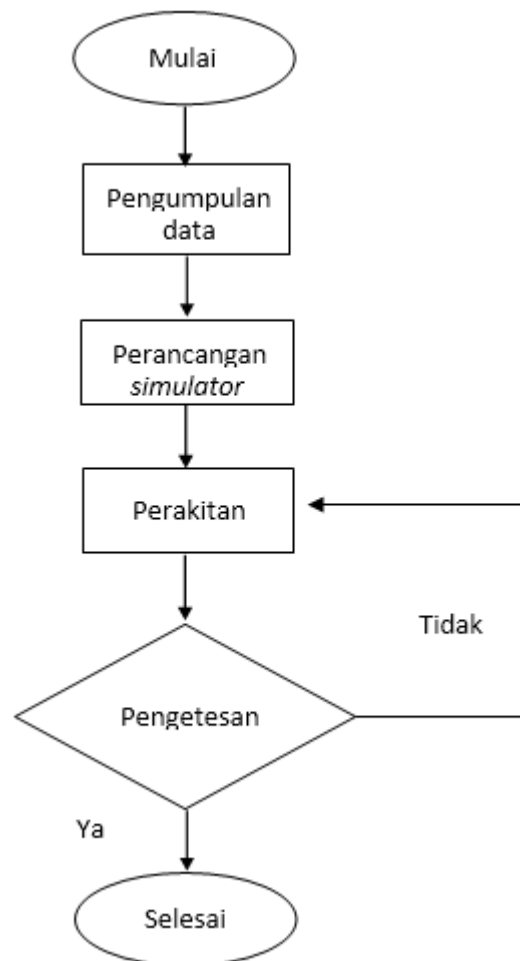 Mulai
Pengumpulan
data
Perancangan
simulator
Perakitan
Tidak
Pengetesan
Ya
Selesai